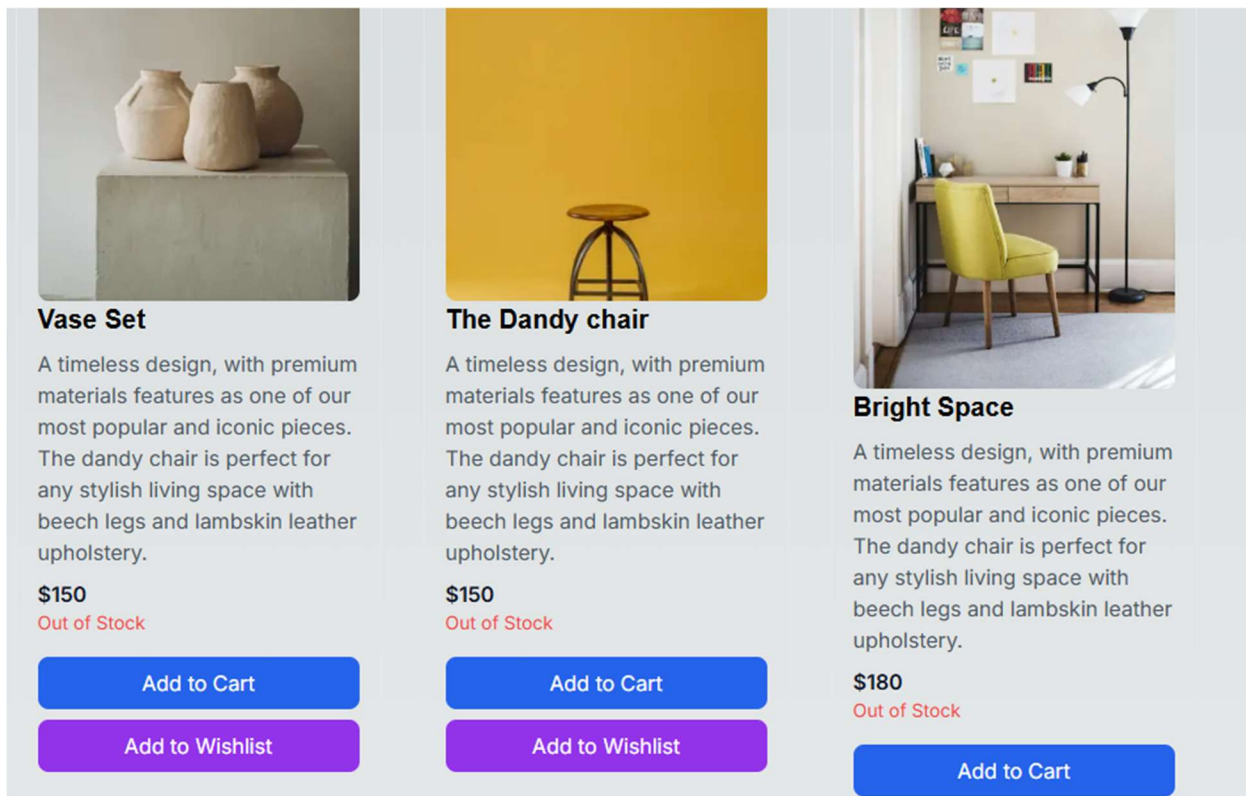 Vase Set
A timeless design, with premium
materials features as one of our
most popular and iconic pieces.
The dandy chair is perfect for
any stylish living space with
beech legs and lambskin leather
upholstery.
$150
Out of Stock
Add to Cart
Add to Wishlist
The Dandy chair
A timeless design, with premium
materials features as one of our
most popular and iconic pieces.
The dandy chair is perfect for
any stylish living space with
beech legs and lambskin leather
upholstery.
$150
Out of Stock
Add to Cart
Add to Wishlist
Bright Space
A timeless design, with premium
materials features as one of our
most popular and iconic pieces.
The dandy chair is perfect for
any stylish living space with
beech legs and lambskin leather
upholstery.
$180
Out of Stock
Add to Cart